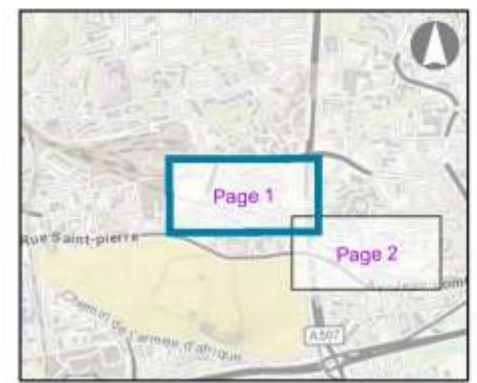 Page 1
Rue Saint-pierre
Page 2
Chemin de l'armée d'afrique
A507